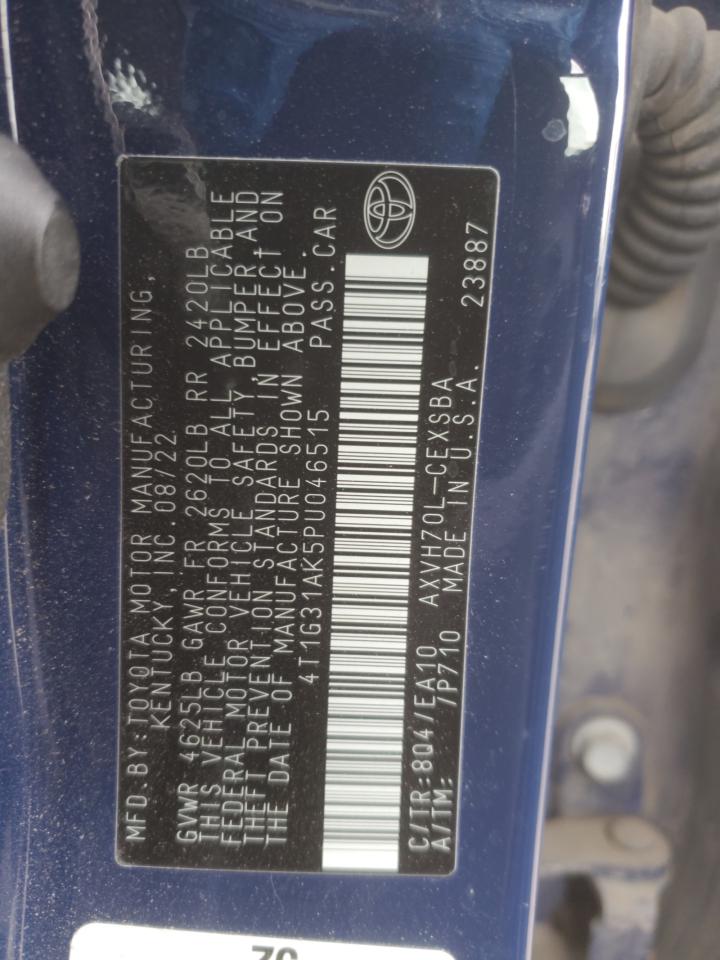 MFD.BY:TOYOTA MOTOR MANUFACTURING,
KENTUCKY, INC. 08/22
GVWR 4625LB GAWR FR 2620LB RR 2420LB
THIS VEHICLE CONFORMS TO ALL APPLICABLE
FEDERAL MOTOR VEHICLE SAFETY, BUMPER, AND
THEFT PREVENTION STANDARDS IN EFFECT ON
THE DATE OF MANUFACTURE SHOWN ABOVE.
4T1G31AK5PU046515 PASS.CAR
C/TR:8Q4/EA10 AXVH70L-CEXSBA 23887
A/TM: /P710 MADE IN U.S.A.